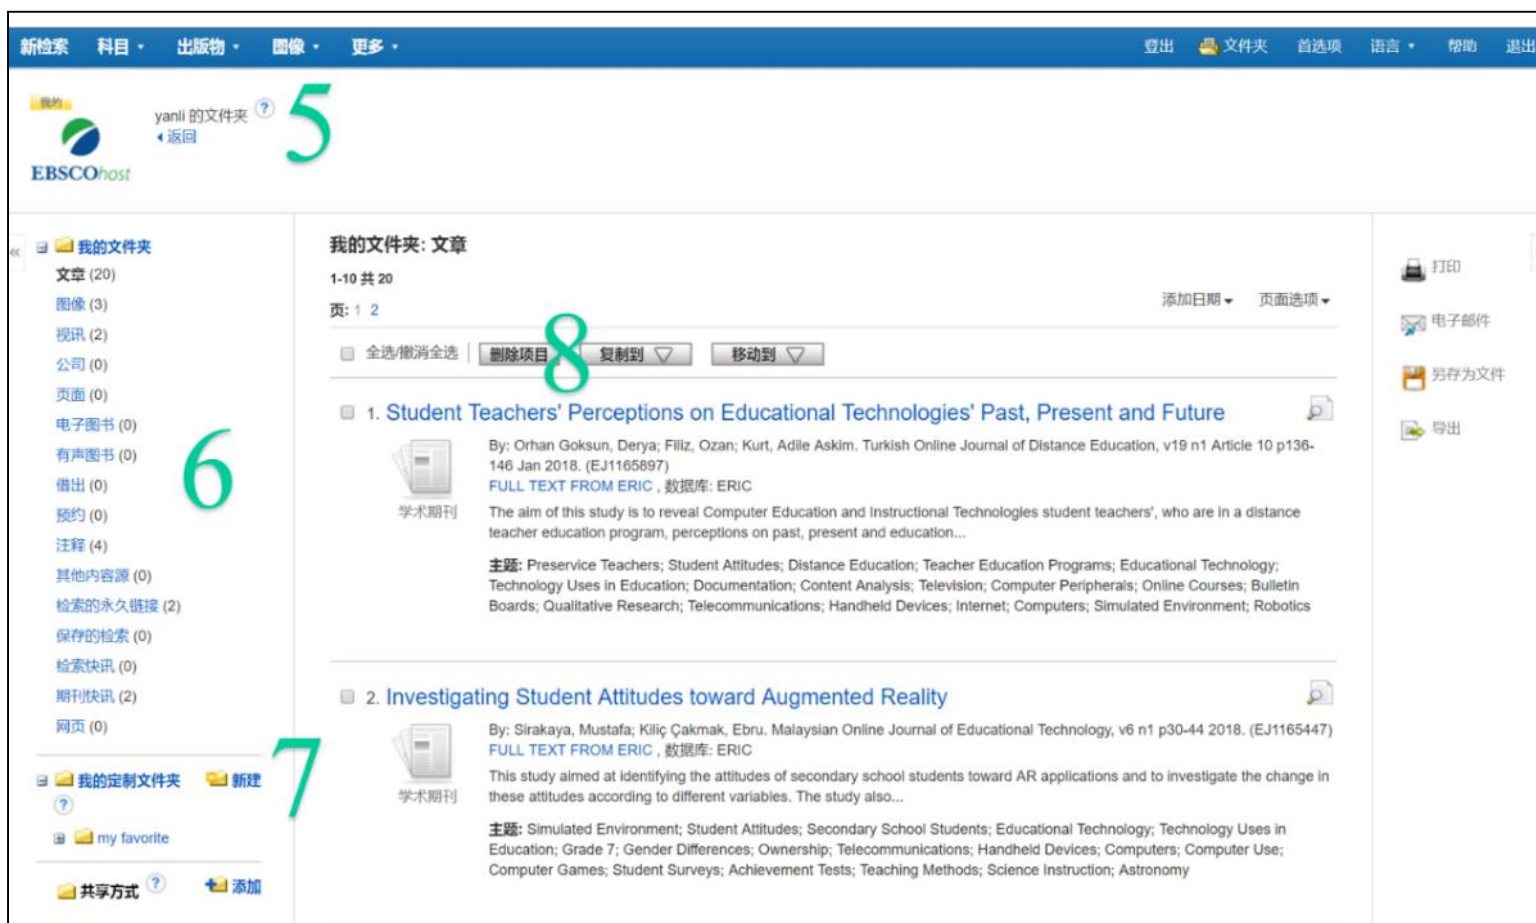 新检索 科目 出版物 图像 更多 登出 文件夹 首选项 语言 帮助 退出
我的
yanli 的文件夹 ? 5
返回
EBSCOhost
我的文件夹
文章 (20)
图像 (3)
视讯 (2)
公司 (0)
页面 (0)
电子图书 (0)
有声图书 (0)
借出 (0)
预约 (0)
注释 (4)
其他内容源 (0)
检索的永久链接 (2)
保存的检索 (0)
检索快讯 (0)
期刊快讯 (2)
网页 (0)
6
我的定制文件夹 新建
?
my favorite
7
共享方式 ? 添加
我的文件夹: 文章
1-10 共 20
页: 1 2
添加日期 页面选项
全选/撤消全选 删除项目 复制到 移动到
8
1. Student Teachers' Perceptions on Educational Technologies' Past, Present and Future
By: Orhan Goksun, Derya; Filiz, Ozan; Kurt, Adile Askim. Turkish Online Journal of Distance Education, v19 n1 Article 10 p136-
146 Jan 2018. (EJ1165897)
FULL TEXT FROM ERIC , 数据库: ERIC
学术期刊
The aim of this study is to reveal Computer Education and Instructional Technologies student teachers', who are in a distance
teacher education program, perceptions on past, present and education...
主题: Preservice Teachers; Student Attitudes; Distance Education; Teacher Education Programs; Educational Technology;
Technology Uses in Education; Documentation; Content Analysis; Television; Computer Peripherals; Online Courses; Bulletin
Boards; Qualitative Research; Telecommunications; Handheld Devices; Internet; Computers; Simulated Environment; Robotics
2. Investigating Student Attitudes toward Augmented Reality
By: Sirakaya, Mustafa; Kiliç Çakmak, Ebru. Malaysian Online Journal of Educational Technology, v6 n1 p30-44 2018. (EJ1165447)
FULL TEXT FROM ERIC , 数据库: ERIC
学术期刊
This study aimed at identifying the attitudes of secondary school students toward AR applications and to investigate the change in
these attitudes according to different variables. The study also...
主题: Simulated Environment; Student Attitudes; Secondary School Students; Educational Technology; Technology Uses in
Education; Grade 7; Gender Differences; Ownership; Telecommunications; Handheld Devices; Computers; Computer Use;
Computer Games; Student Surveys; Achievement Tests; Teaching Methods; Science Instruction; Astronomy
打印
电子邮件
另存为文件
导出